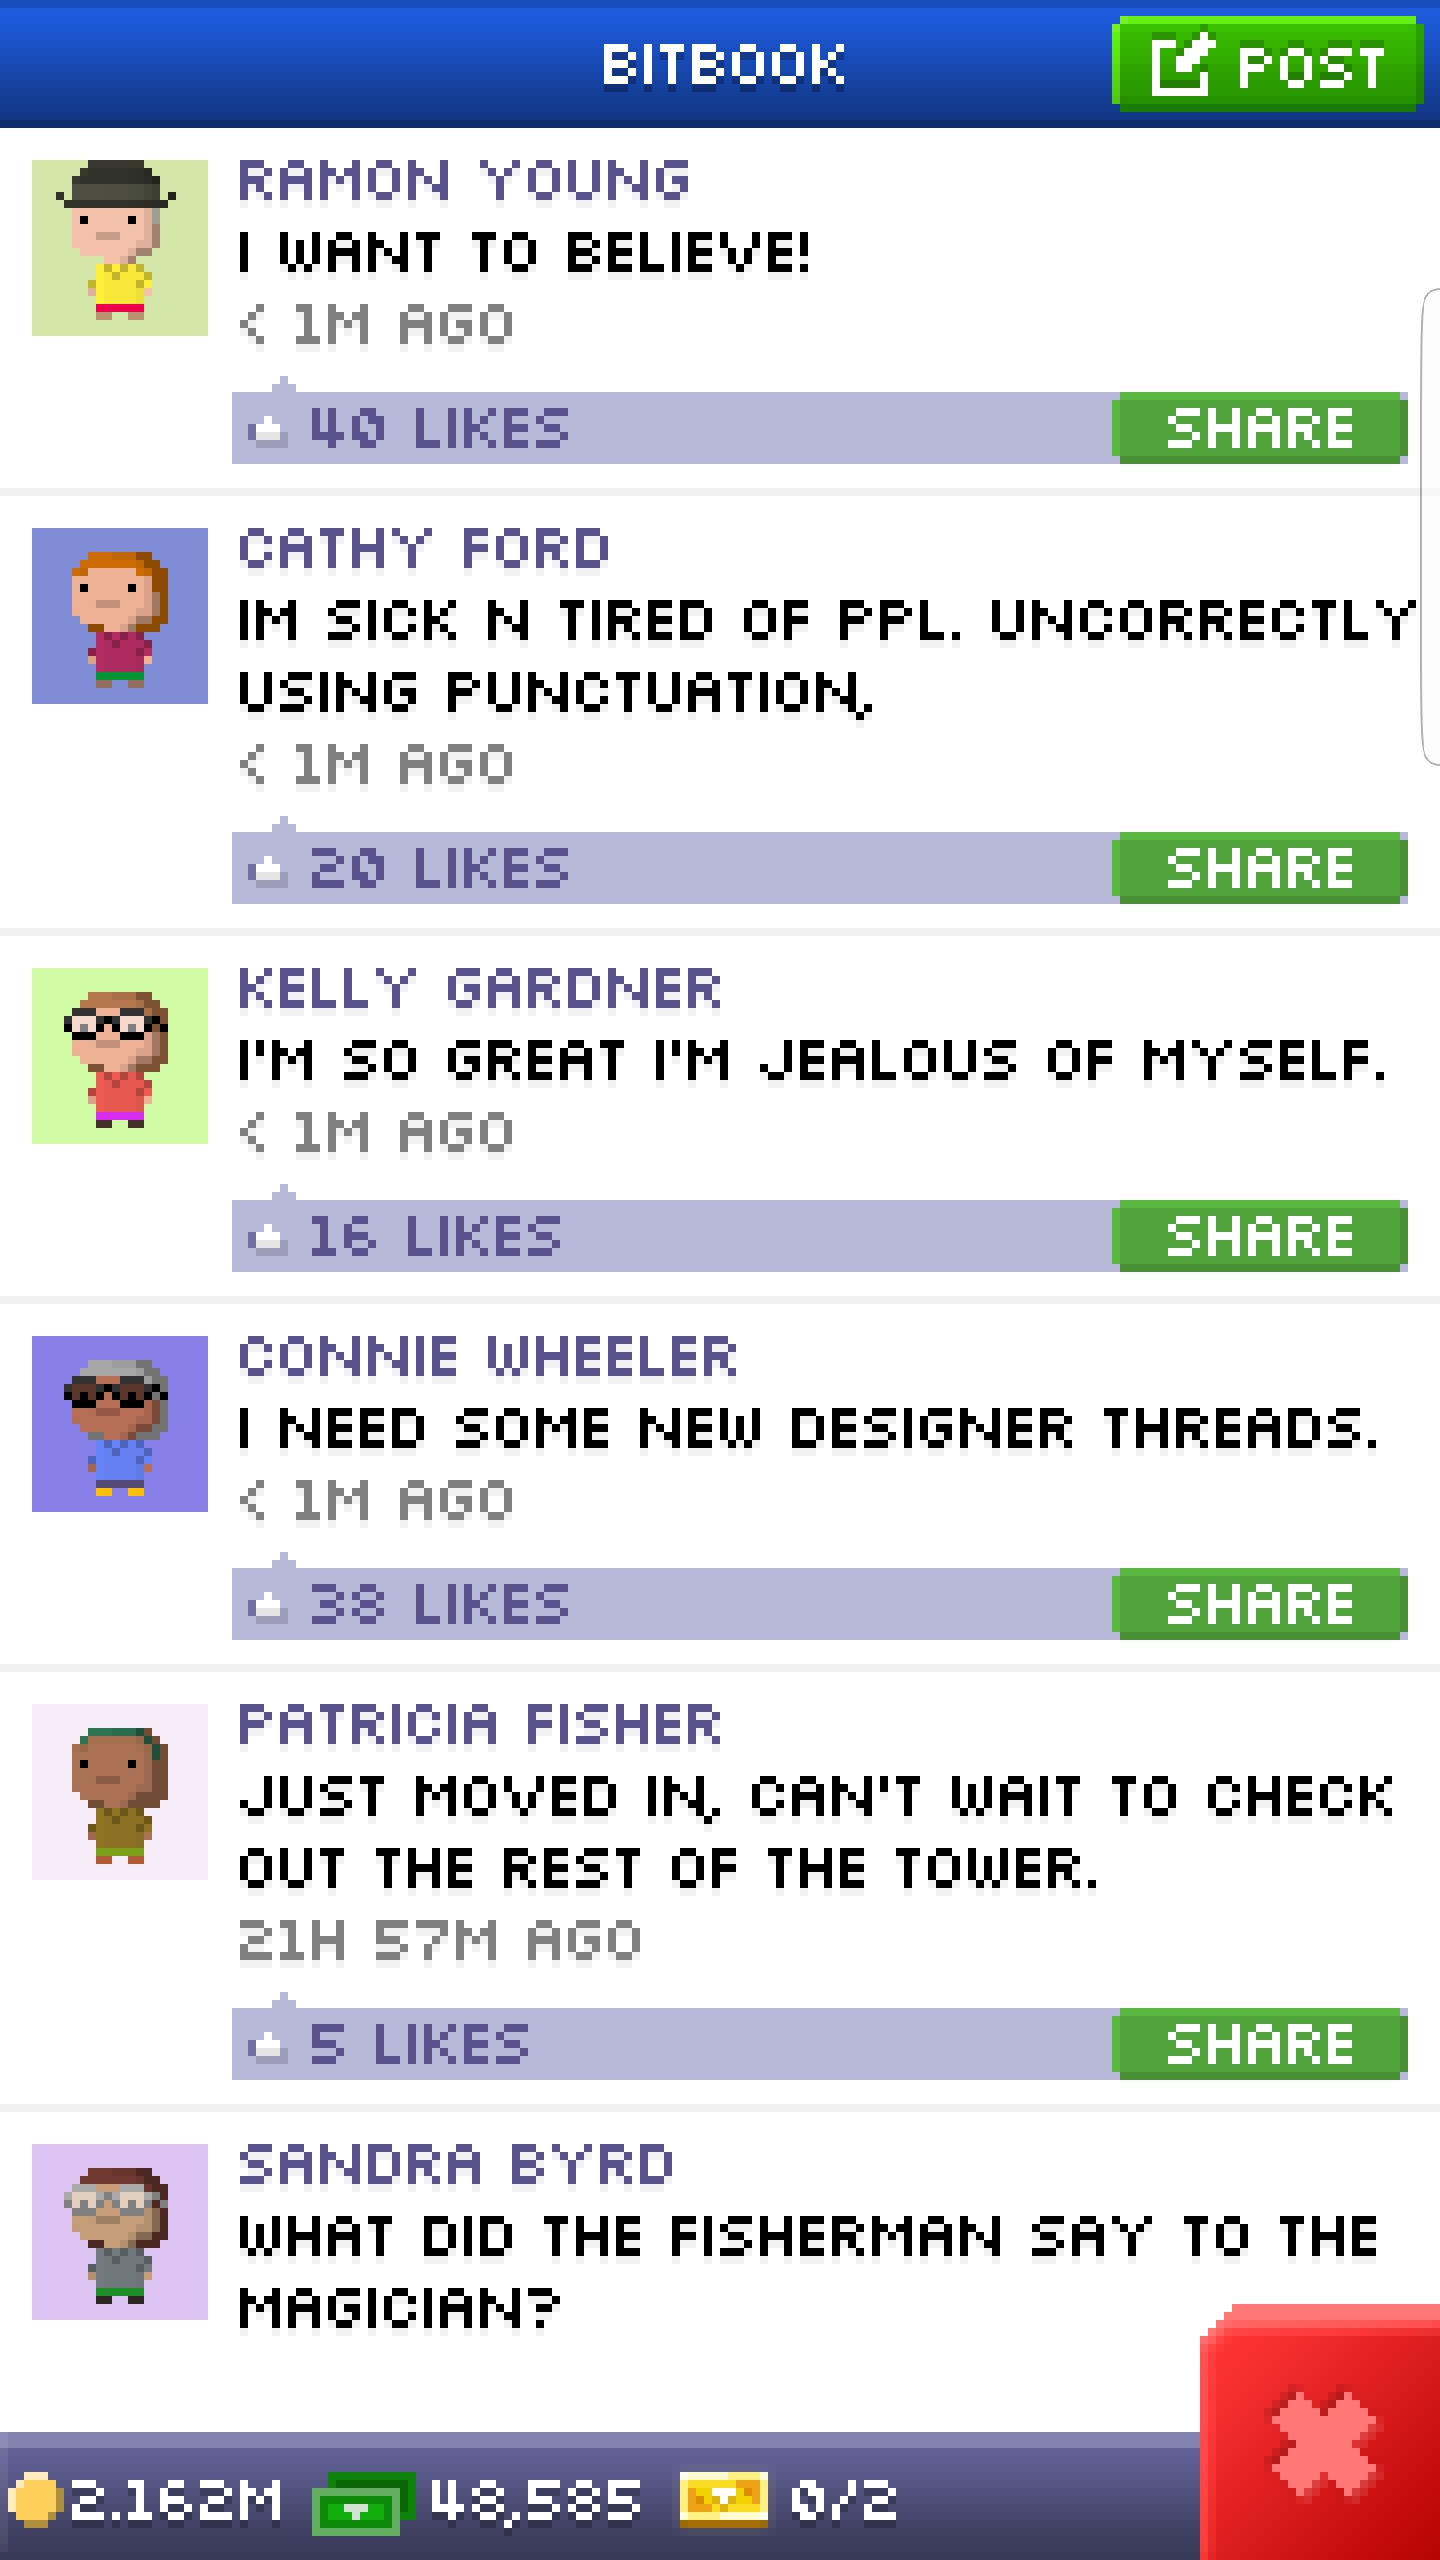 BITBOOK
POST
RAMON YOUNG
I WANT TO BELIEVE!
< 1M AGO
40 LIKES
SHARE
CATHY FORD
IM SICK N TIRED OF PPL. UNCORRECTLY
USING PUNCTUATION,
< 1M AGO
20 LIKES
SHARE
KELLY GARDNER
I'M SO GREAT I'M JEALOUS OF MYSELF.
< 1M AGO
16 LIKES
SHARE
CONNIE WHEELER
I NEED SOME NEW DESIGNER THREADS.
< 1M AGO
38 LIKES
SHARE
PATRICIA FISHER
JUST MOVED IN, CAN'T WAIT TO CHECK
OUT THE REST OF THE TOWER.
21H 57M AGO
5 LIKES
SHARE
SANDRA BYRD
WHAT DID THE FISHERMAN SAY TO THE
MAGICIAN?
2.162M 48,585 0/2